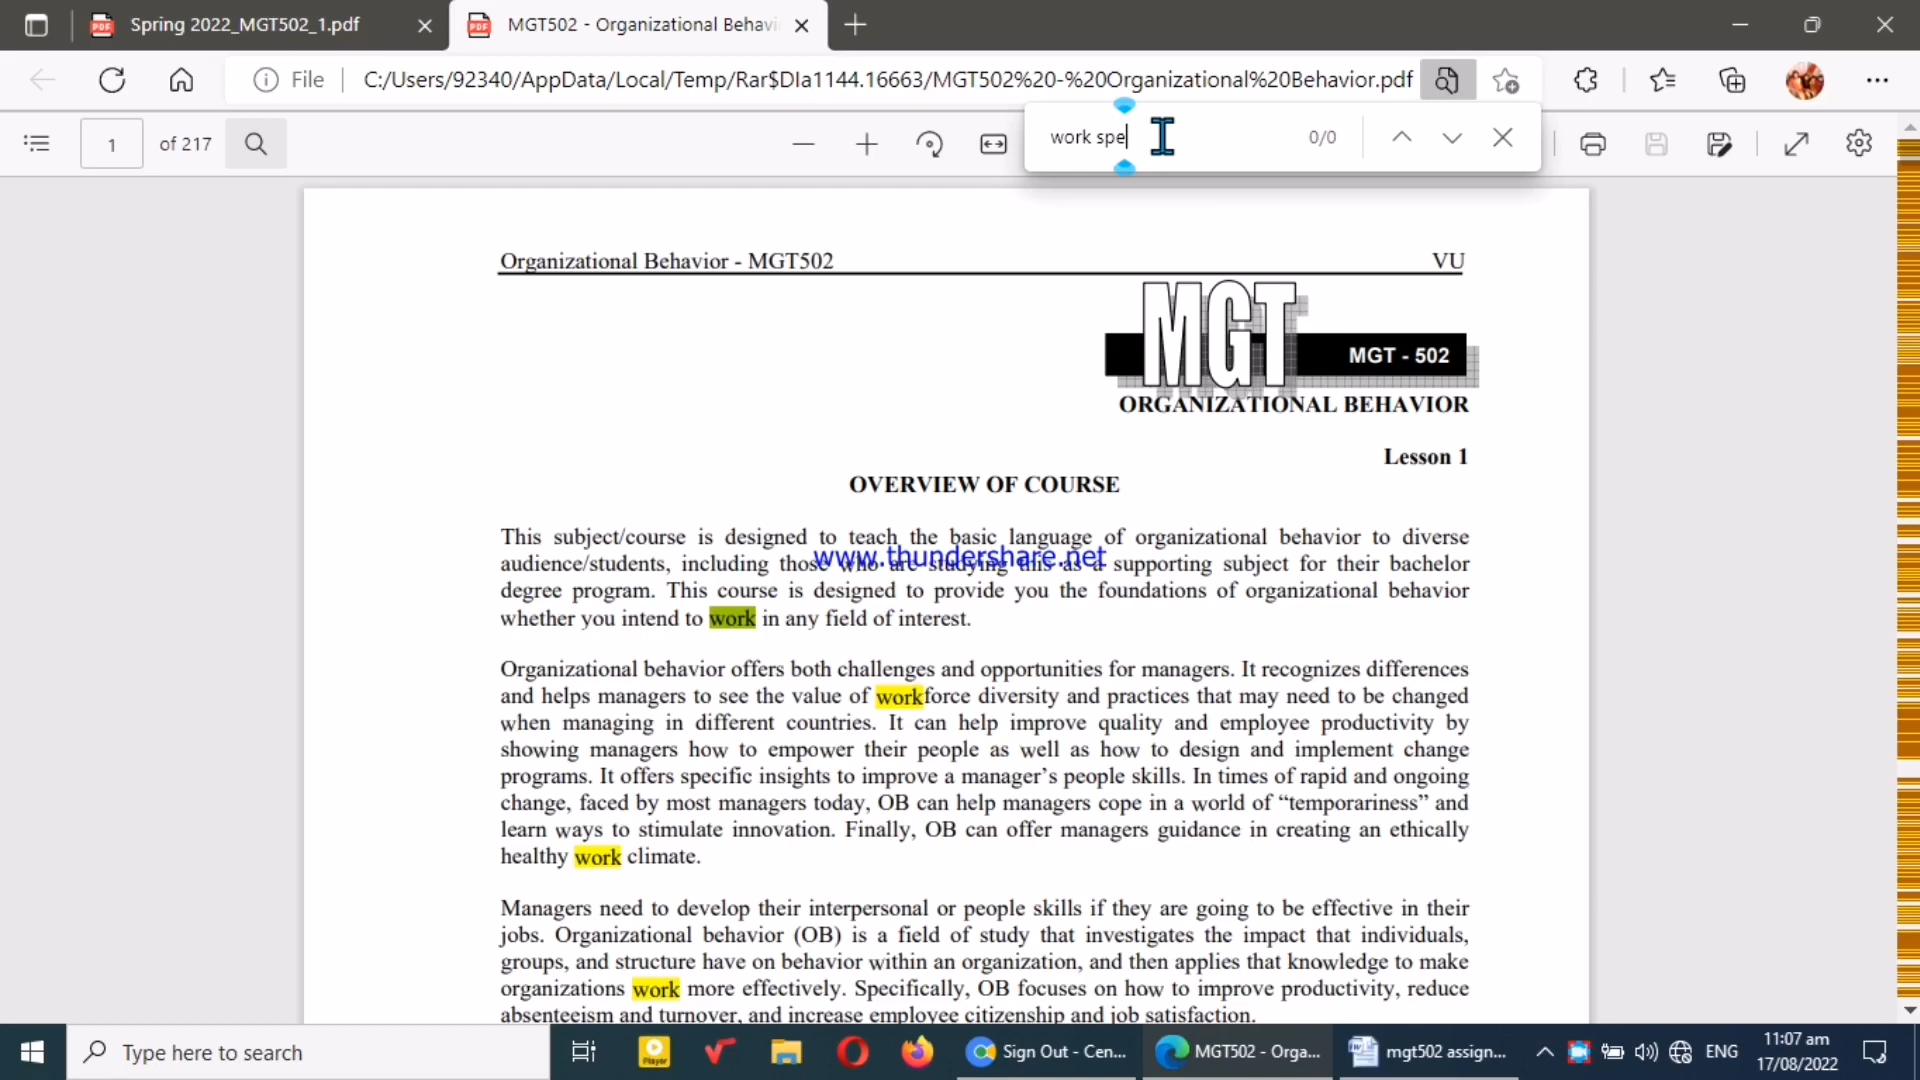 Spring 2022_MGT502_1.pdf
MGT502 - Organizational Behavi
File
C:/Users/92340/AppData/Local/Temp/Rar$DIa1144.16663/MGT502%20-%20Organizational%20Behavior.pdf
1 of 217
work spe
0/0
Organizational Behavior - MGT502 VU
MGT
MGT - 502
ORGANIZATIONAL BEHAVIOR
Lesson 1
OVERVIEW OF COURSE
This subject/course is designed to teach the basic language of organizational behavior to diverse
audience/students, including those who are studying this as a supporting subject for their bachelor
degree program. This course is designed to provide you the foundations of organizational behavior
whether you intend to work in any field of interest.
www.thundershare.net
Organizational behavior offers both challenges and opportunities for managers. It recognizes differences
and helps managers to see the value of workforce diversity and practices that may need to be changed
when managing in different countries. It can help improve quality and employee productivity by
showing managers how to empower their people as well as how to design and implement change
programs. It offers specific insights to improve a manager’s people skills. In times of rapid and ongoing
change, faced by most managers today, OB can help managers cope in a world of “temporariness” and
learn ways to stimulate innovation. Finally, OB can offer managers guidance in creating an ethically
healthy work climate.
Managers need to develop their interpersonal or people skills if they are going to be effective in their
jobs. Organizational behavior (OB) is a field of study that investigates the impact that individuals,
groups, and structure have on behavior within an organization, and then applies that knowledge to make
organizations work more effectively. Specifically, OB focuses on how to improve productivity, reduce
absenteeism and turnover, and increase employee citizenship and job satisfaction.
Type here to search
Player
Sign Out - Cen...
MGT502 - Orga...
mgt502 assign...
ENG
11:07 am
17/08/2022